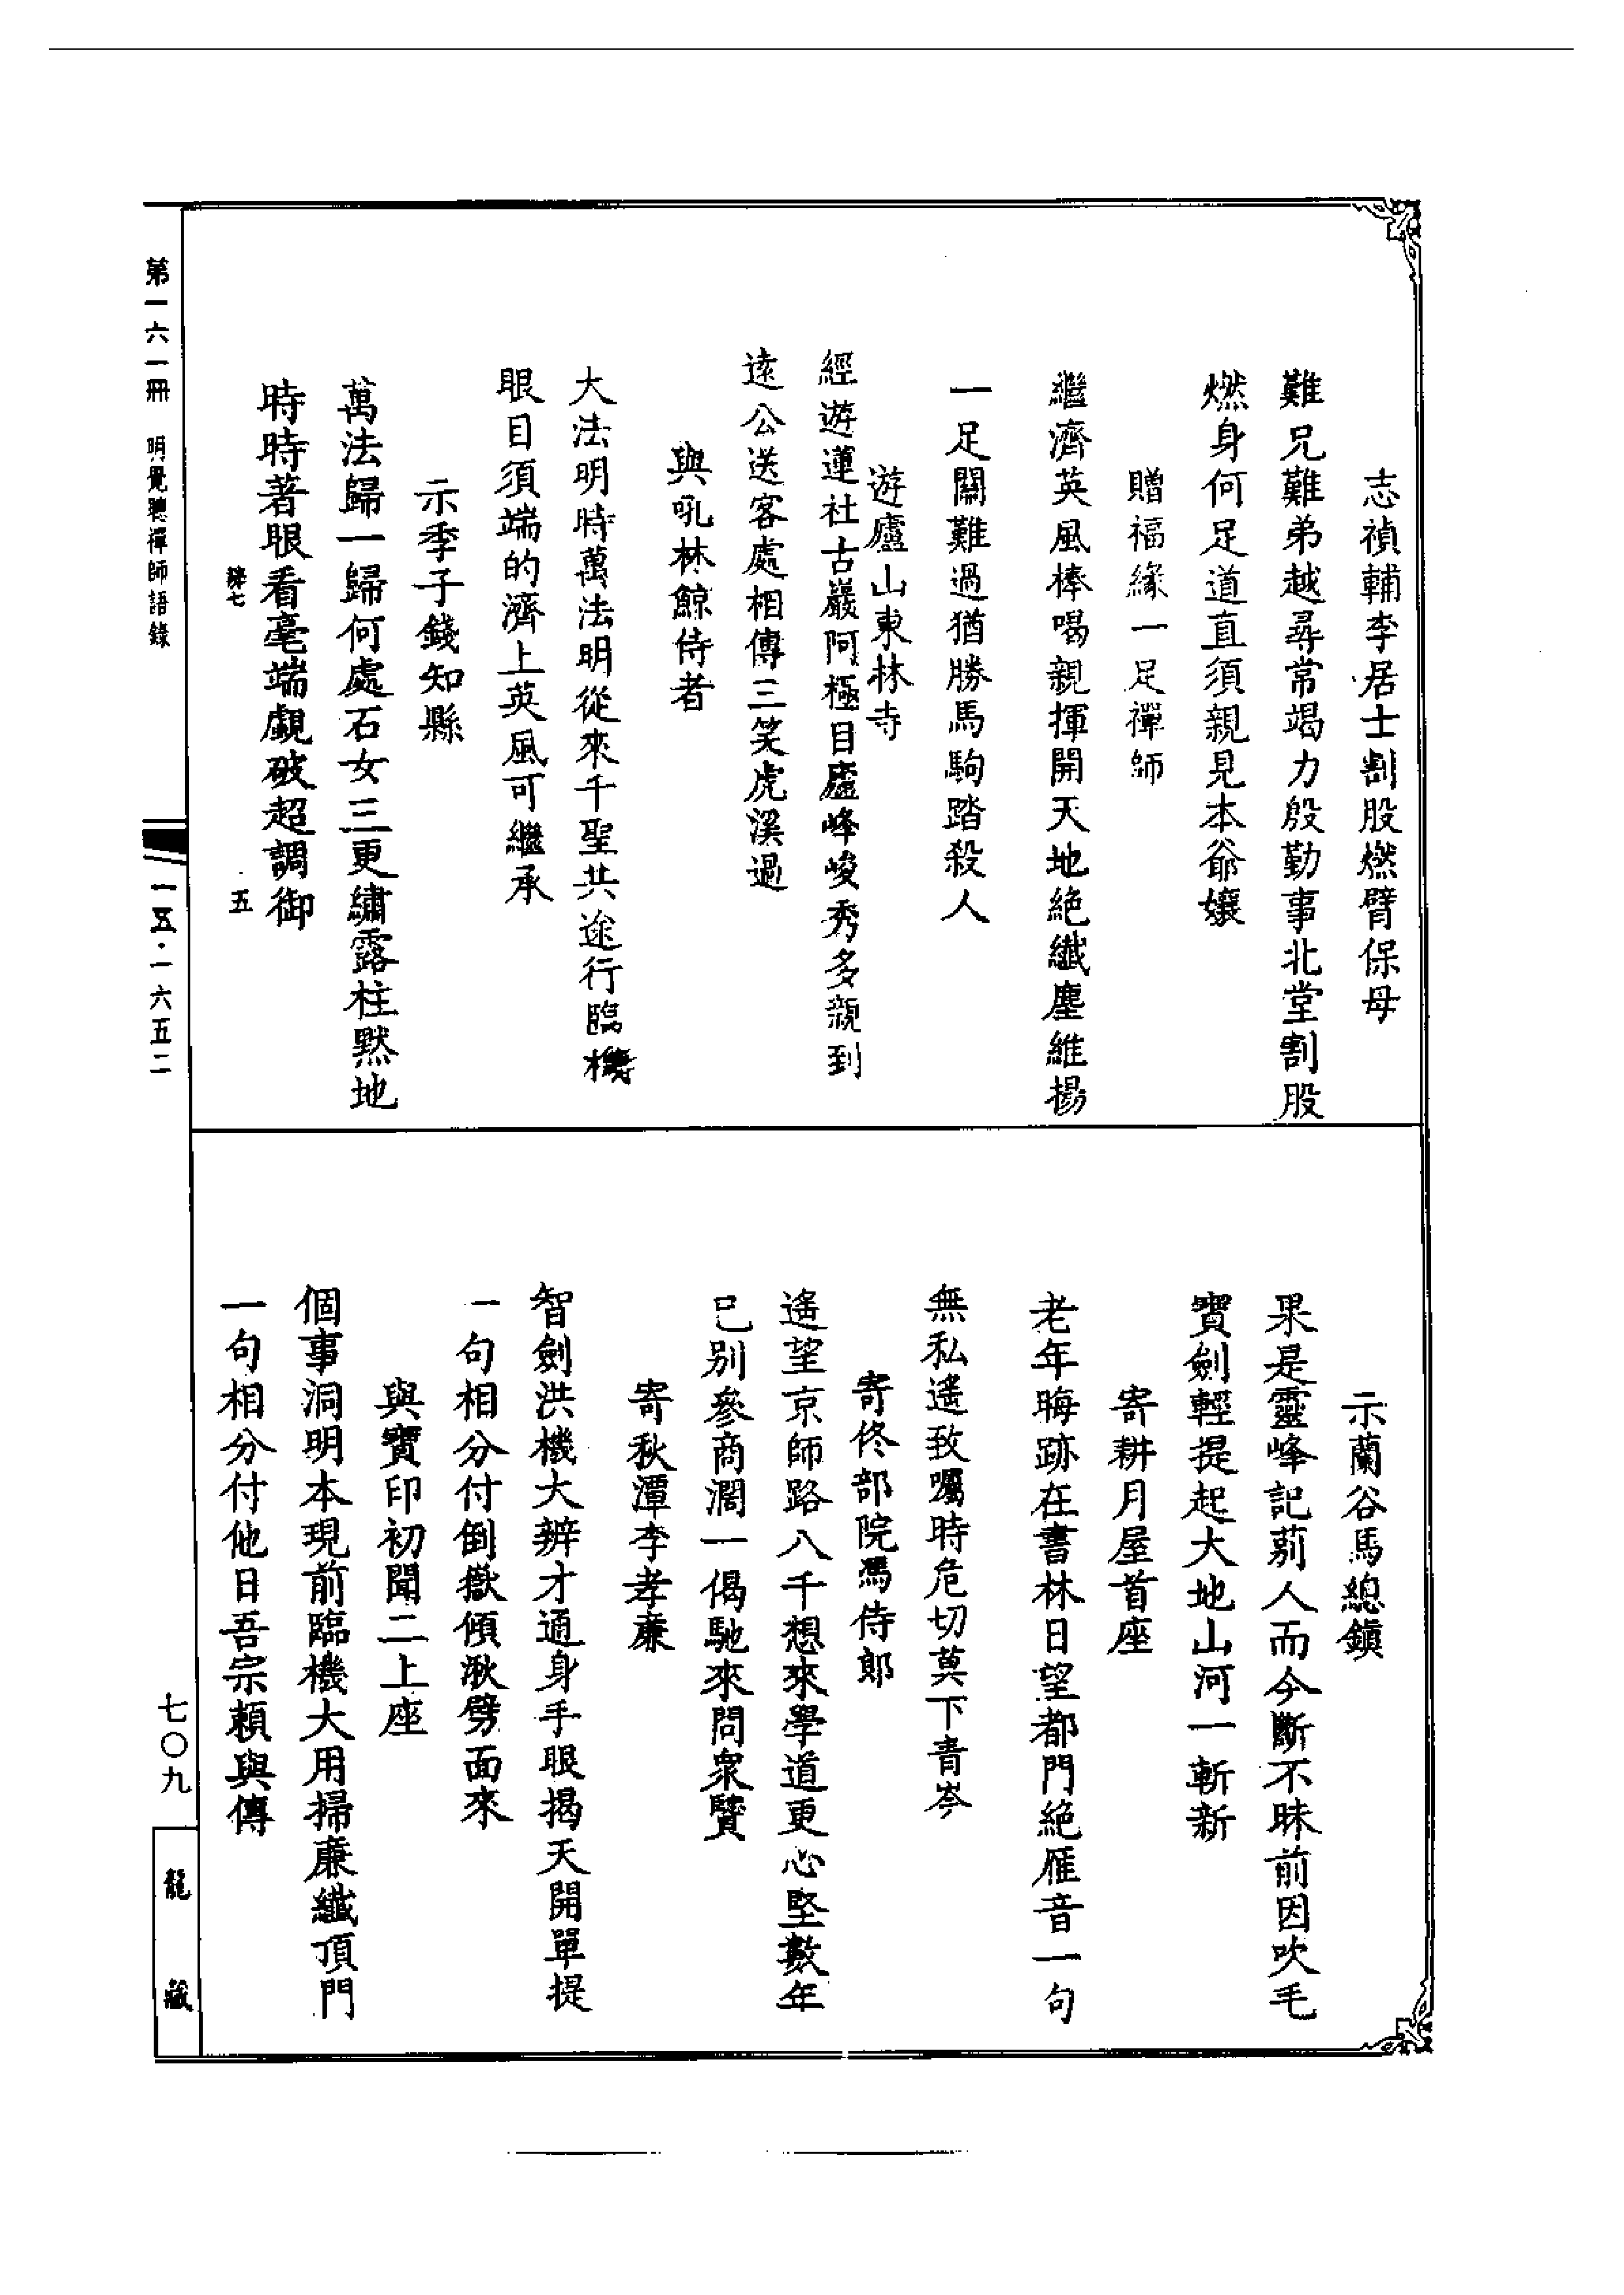 志禎輔李居士割股燃臂保母
難兄難弟越尋常竭力殷勤事北堂割股
燃身何足道直須親見本爺孃
贈福緣一足禪師
繼濟英風棒喝親揮開天地絕纖塵維揚
一足關難過猶勝馬駒踏殺人
遊廬山東林寺
經遊蓮社古巖阿極目廬峰峻秀多親到
遠公送客處相傳三笑虎溪過
與吼林鯨侍者
大法明時萬法明從來千聖共途行臨機
眼目須端的濟上英風可繼承
示季子錢知縣
萬法歸一歸何處石女三更繡露柱默地
時時著眼看毫端覷破超調御
七 五
示蘭谷馬總鎮
果是靈峰記莂人而今斷不昧前因吹毛
寶劍輕提起大地山河一斬新
寄耕月屋首座
老年晦跡在書林日望都門絕雁音一句
無私遙致囑時危切莫下青岑
寄佟部院馮侍郎
遙望京師路八千想來學道更心堅數年
已別參商濶一偈馳來問衆賢
寄秋潭李孝廉
智劍洪機大辨才通身手眼揭天開單提
一句相分付倒嶽傾湫劈面來
與寶印初聞二上座
個事洞明本現前臨機大用掃廉纖頂門
一句相分付他日吾宗賴與傳
第一六一冊 明覺聰禪師語錄
一五·一六五二
七〇九
龍藏